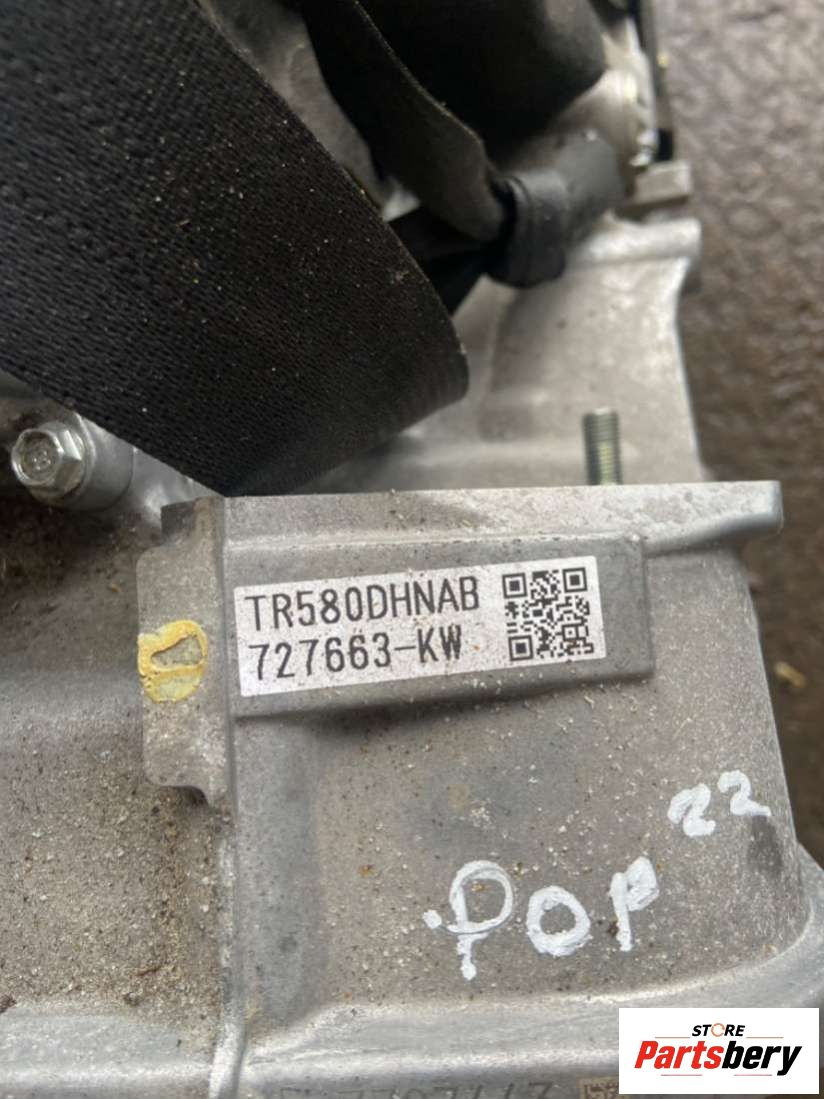 TR580DHNAB
727663-KW
22
POP
STORE
Partsbery